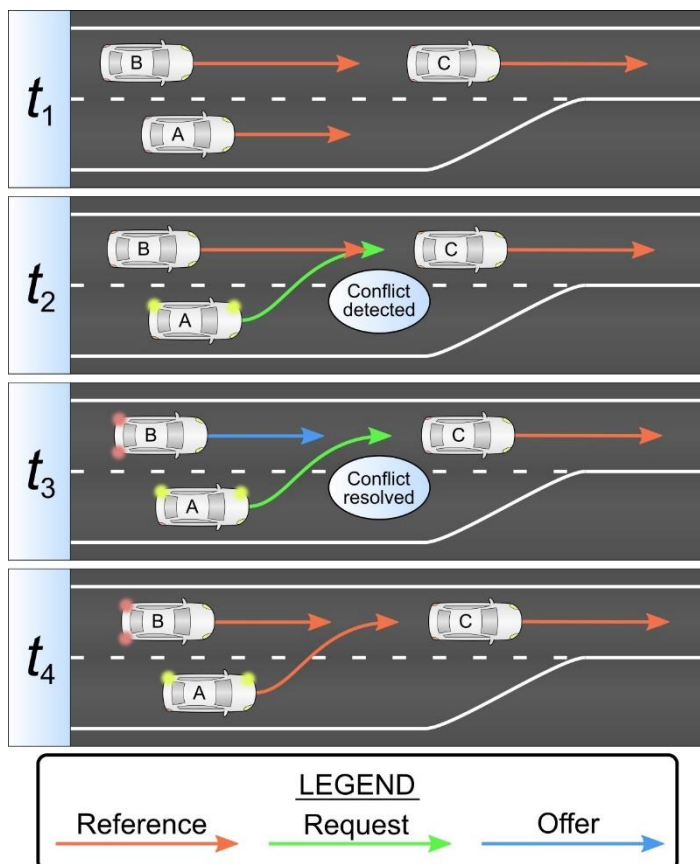 t1
B
C
A
t2
B
C
A
Conflict
detected
t3
B
C
A
Conflict
resolved
t4
B
C
A
LEGEND
Reference Request Offer